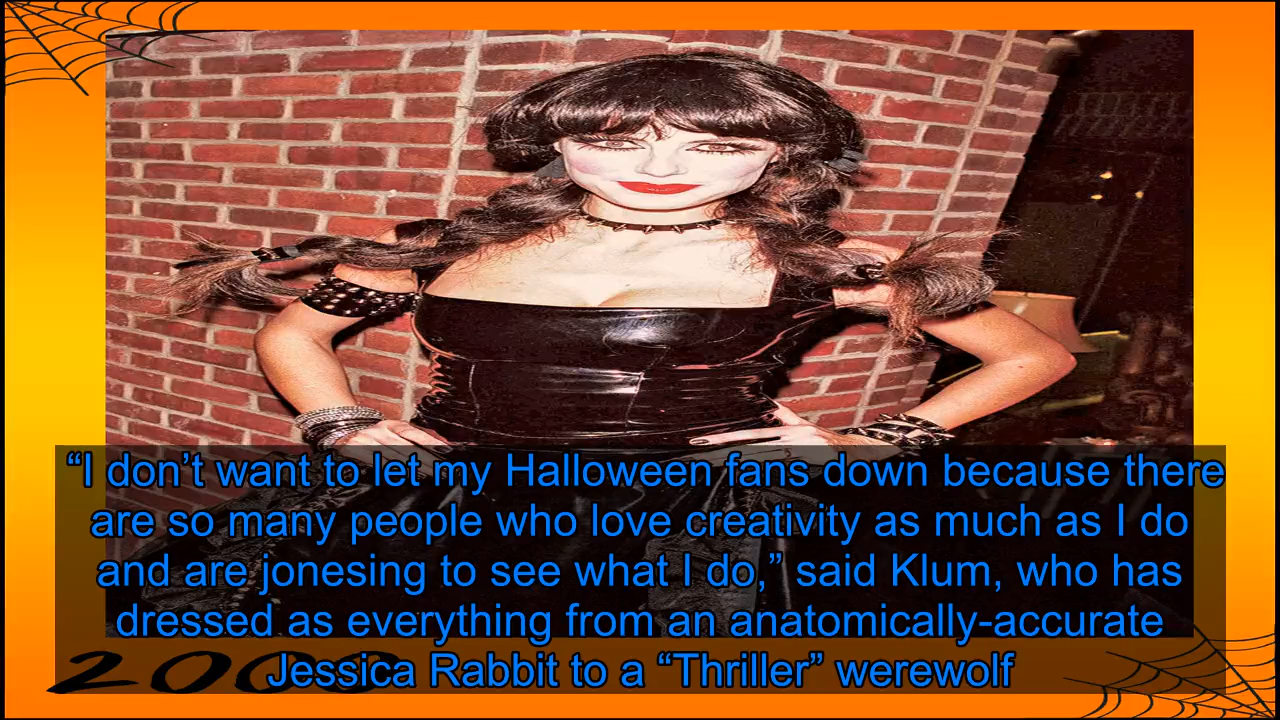 “I don’t want to let my Halloween fans down because there
are so many people who love creativity as much as I do
and are jonesing to see what I do,” said Klum, who has
dressed as everything from an anatomically-accurate
Jessica Rabbit to a “Thriller” werewolf